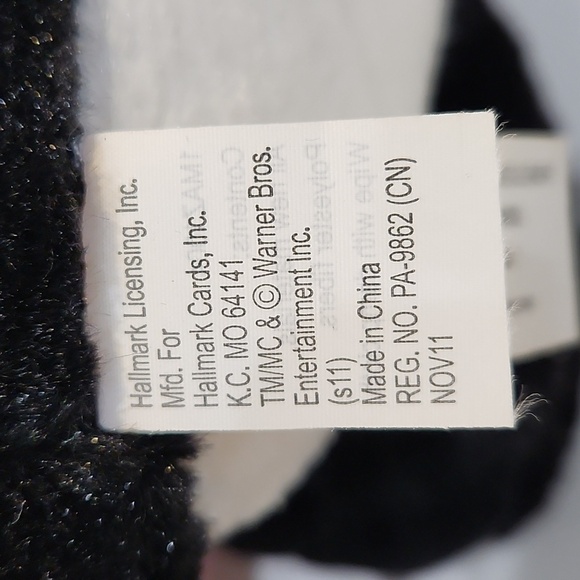 Hallmark Licensing, Inc.
Mfd. For
Hallmark Cards, Inc.
K.C. MO 64141
TM/MC & © Warner Bros.
Entertainment Inc.
(s11)
Made in China
REG. NO. PA-9862 (CN)
NOV11